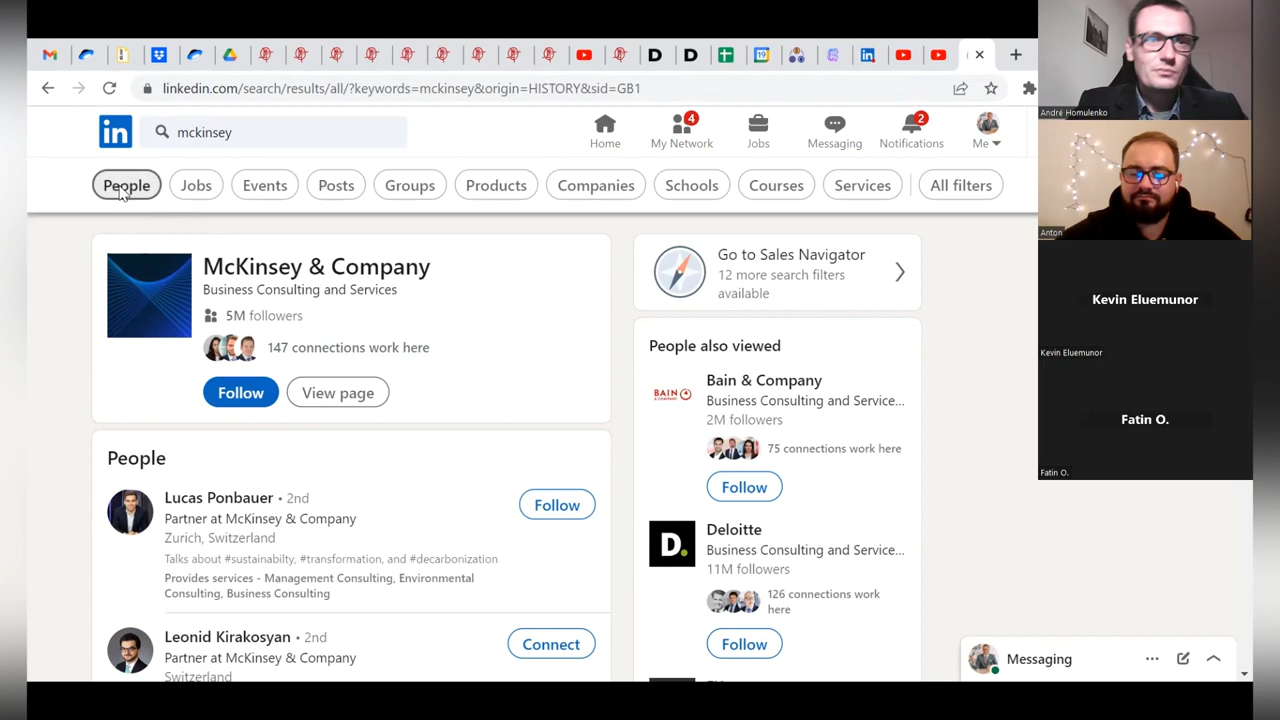 linkedin.com/search/results/all/?keywords=mckinsey&origin=HISTORY&sid=GB1
in
mckinsey
Home
4
My Network
Jobs
Messaging
2
Notifications
Me
People
Jobs
Events
Posts
Groups
Products
Companies
Schools
Courses
Services
All filters
McKinsey & Company
Business Consulting and Services
5M followers
147 connections work here
Follow
View page
People
Lucas Ponbauer • 2nd
Partner at McKinsey & Company
Zurich, Switzerland
Talks about #sustainabilty, #transformation, and #decarbonization
Provides services - Management Consulting, Environmental
Consulting, Business Consulting
Follow
Leonid Kirakosyan • 2nd
Partner at McKinsey & Company
Switzerland
Connect
Go to Sales Navigator
12 more search filters
available
People also viewed
BAIN
& COMPANY
Bain & Company
Business Consulting and Service...
2M followers
75 connections work here
Follow
D.
Deloitte
Business Consulting and Service...
11M followers
126 connections work
here
Follow
Messaging
André Homulenko
Anton
Kevin Eluemunor
Kevin Eluemunor
Fatin O.
Fatin O.